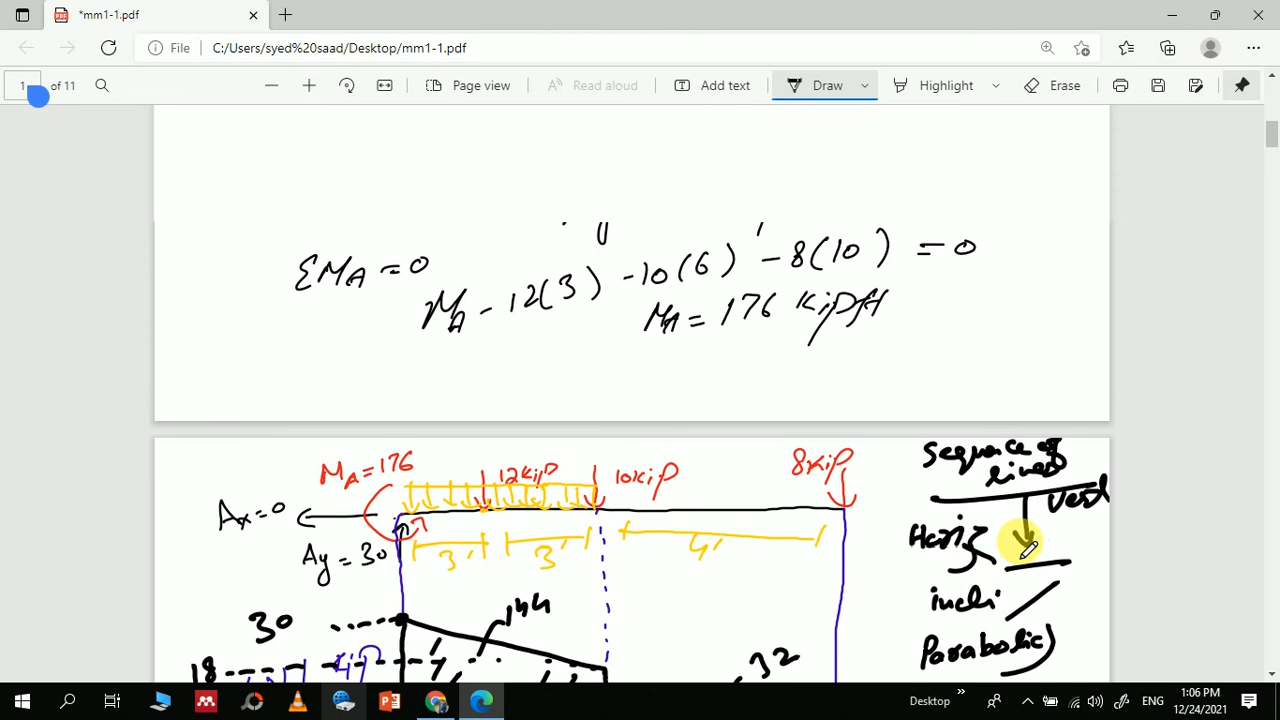 *mm1-1.pdf
File C:/Users/syed%20saad/Desktop/mm1-1.pdf
1 of 11 Page view Read aloud Add text Draw Highlight Erase
ΣMA = 0
MA - 12(3) - 10(6) - 8(10) = 0
MA = 176 kipft
MA = 176
12kip
10kip
8kip
Ax = 0
Ay = 30
3'
3'
4'
sequence of
lines
vert
Hori
incli
Parabolic
30
144
18
32
Desktop
ENG
1:06 PM
12/24/2021